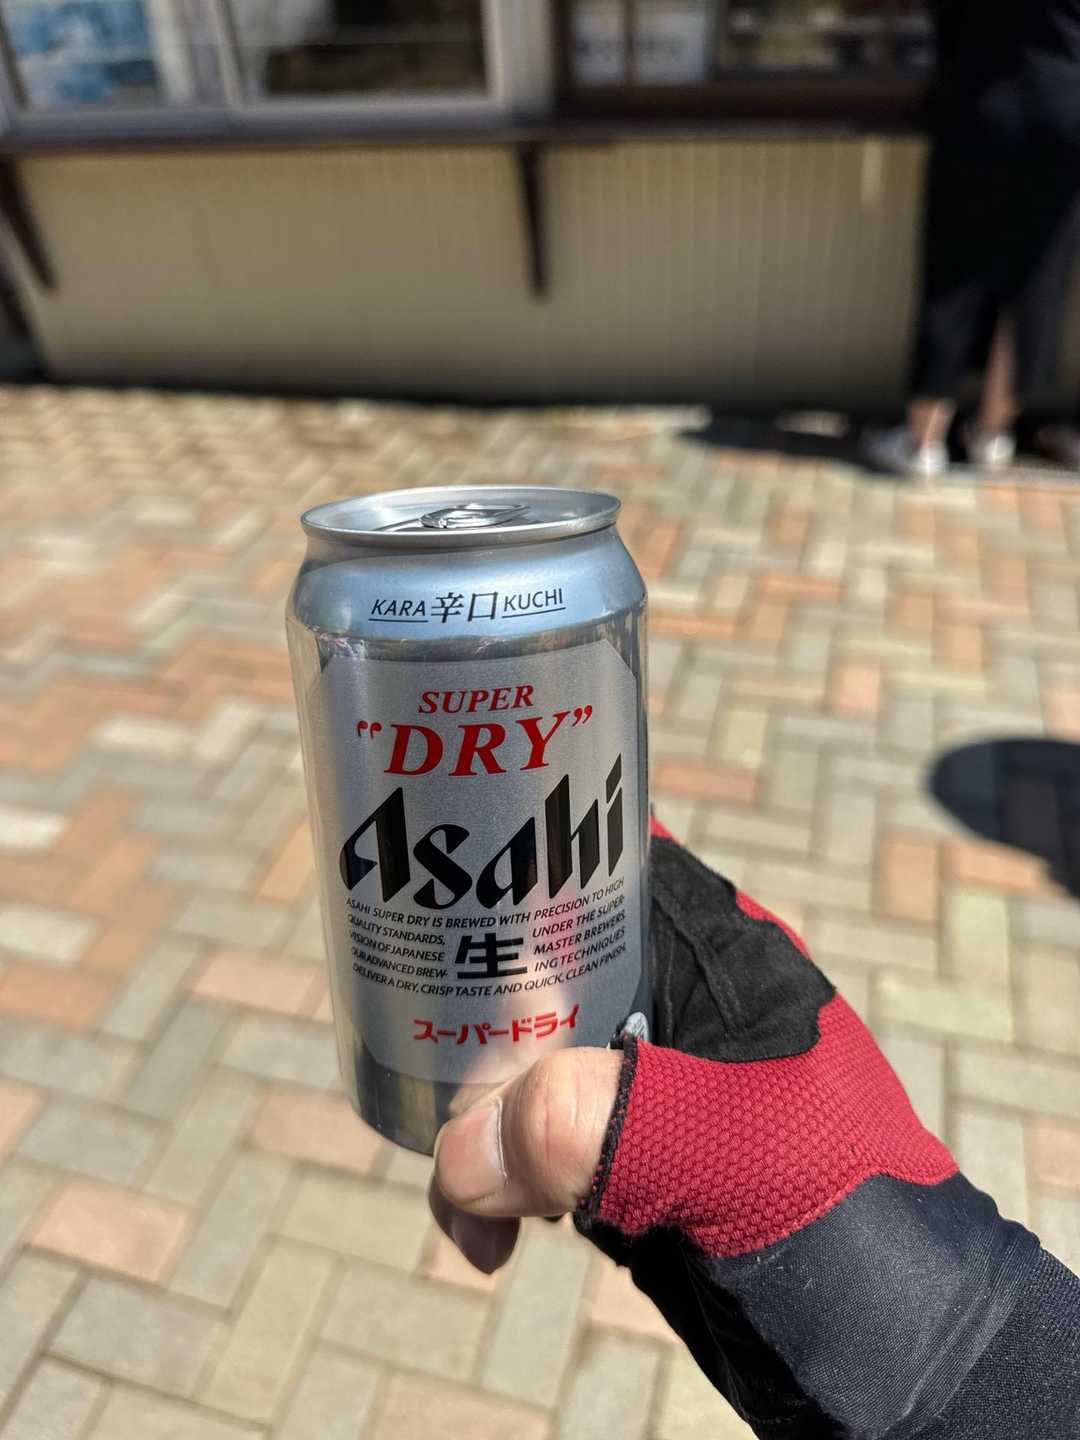 KARA 辛口 KUCHI
SUPER
"DRY"
Asahi
ASAHI SUPER DRY IS BREWED WITH PRECISION TO HIGH
QUALITY STANDARDS, UNDER THE SUPER-
VISION OF JAPANESE MASTER BREWERS.
OUR ADVANCED BREW- ING TECHNIQUES
DELIVER A DRY, CRISP TASTE AND QUICK, CLEAN FINISH.
生
スーパードライ